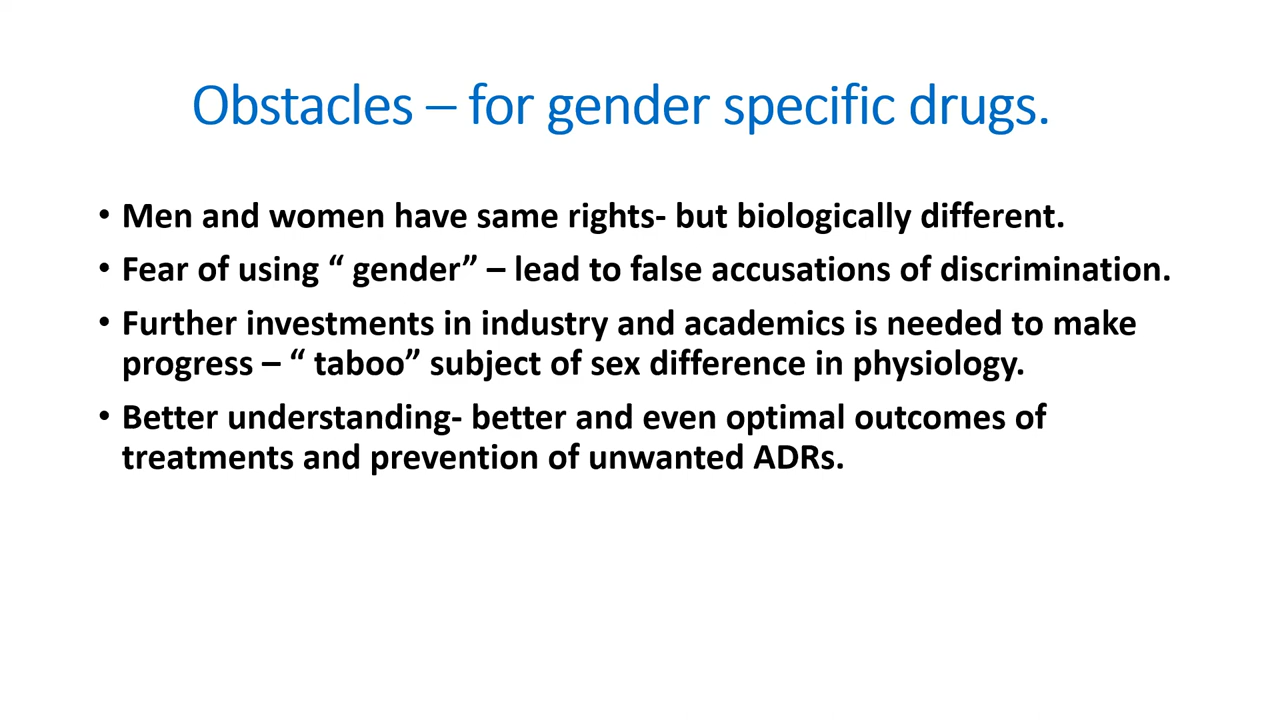 Obstacles – for gender specific drugs.
• Men and women have same rights- but biologically different.
• Fear of using “ gender” – lead to false accusations of discrimination.
• Further investments in industry and academics is needed to make
progress – “ taboo” subject of sex difference in physiology.
• Better understanding- better and even optimal outcomes of
treatments and prevention of unwanted ADRs.